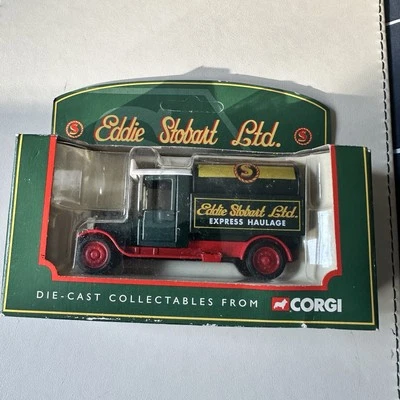 Eddie Stobart Ltd.
S
S
S
Eddie Stobart Ltd.
EXPRESS HAULAGE
DIE-CAST COLLECTABLES FROM CORGI